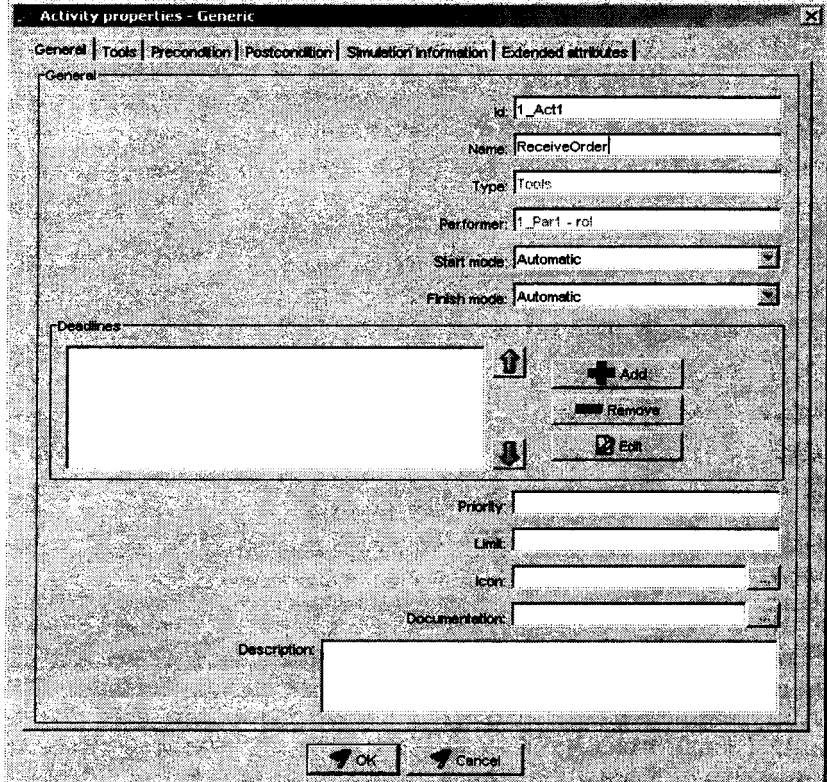 Activity properties - Generic
General Tools Precondition Postcondition Simulation information Extended attributes
General
Id: 1_Act1
Name: ReceiveOrder
Type: Tools
Performer: 1_Par1 - rol
Start mode: Automatic
Finish mode: Automatic
Deadlines
Add
Remove
Edit
Priority:
Limit:
Icon: ...
Documentation: ...
Description:
OK Cancel